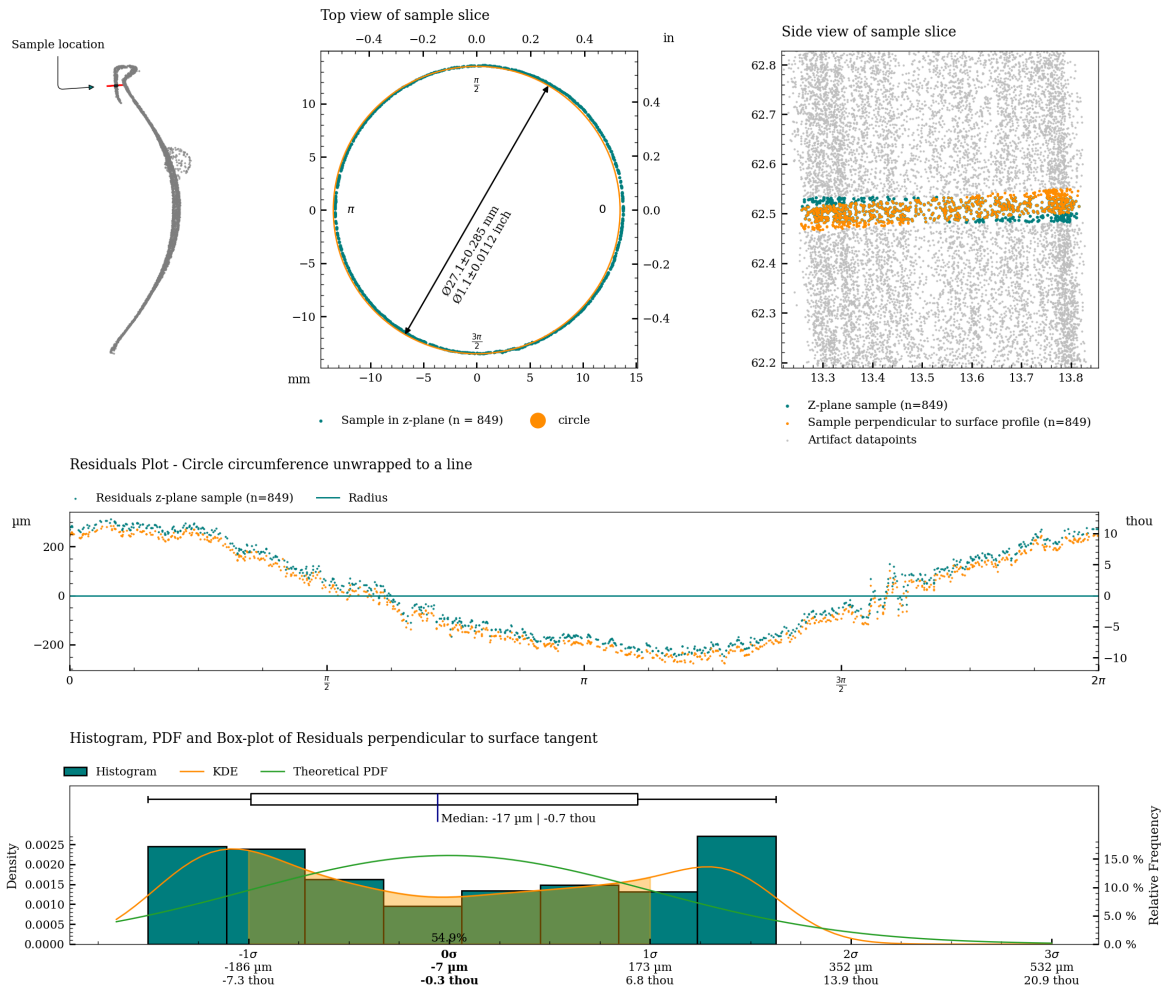 Sample location
Top view of sample slice
−0.4 −0.2 0.0 0.2 0.4 in
10
5
0
−5
−10
mm
−10 −5 0 5 10 15
0.4
0.2
0.0
−0.2
−0.4
π/2
π
0
3π/2
Ø27.1±0.285 mm
Ø1.1±0.0112 inch
Sample in z-plane (n = 849) circle
Side view of sample slice
62.8
62.7
62.6
62.5
62.4
62.3
62.2
13.3 13.4 13.5 13.6 13.7 13.8
Z-plane sample (n=849)
Sample perpendicular to surface profile (n=849)
Artifact datapoints
Residuals Plot - Circle circumference unwrapped to a line
Residuals z-plane sample (n=849) Radius
µm
200
0
−200
thou
10
5
0
−5
−10
0 π/2 π 3π/2 2π
Histogram, PDF and Box-plot of Residuals perpendicular to surface tangent
Histogram KDE Theoretical PDF
Median: -17 µm | -0.7 thou
Density
0.0025
0.0020
0.0015
0.0010
0.0005
0.0000
Relative Frequency
15.0 %
10.0 %
5.0 %
0.0 %
54.9%
-1σ 0σ 1σ 2σ 3σ
-186 µm -7 µm 173 µm 352 µm 532 µm
-7.3 thou -0.3 thou 6.8 thou 13.9 thou 20.9 thou